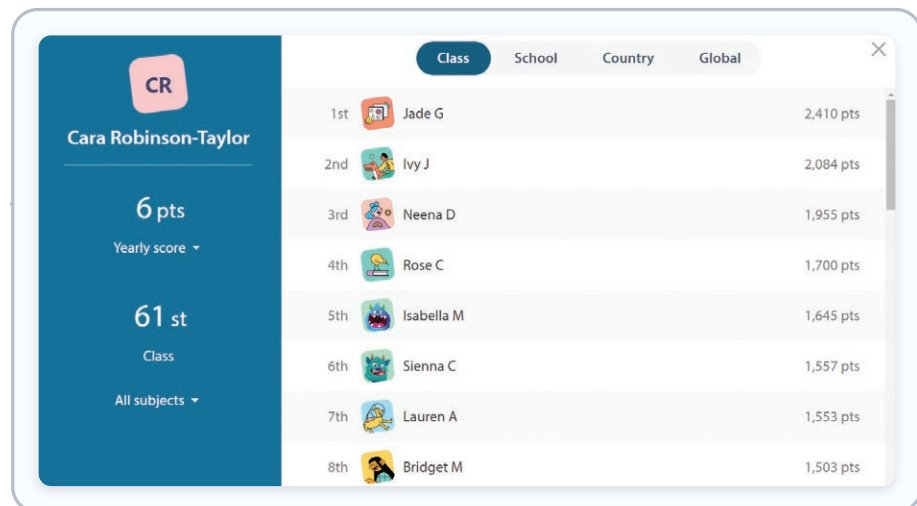 CR
Cara Robinson-Taylor
6 pts
Yearly score
61 st
Class
All subjects
Class School Country Global
1st Jade G 2,410 pts
2nd Ivy J 2,084 pts
3rd Neena D 1,955 pts
4th Rose C 1,700 pts
5th Isabella M 1,645 pts
6th Sienna C 1,557 pts
7th Lauren A 1,553 pts
8th Bridget M 1,503 pts